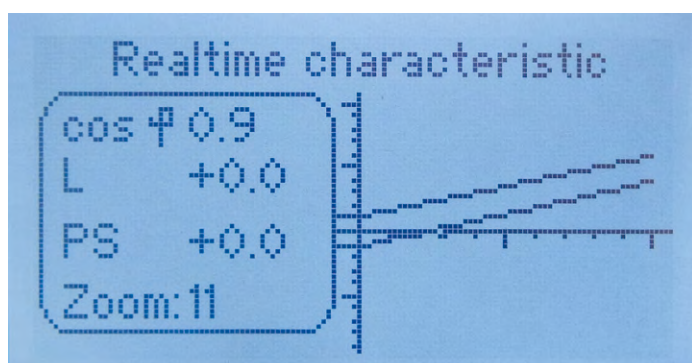 Realtime characteristic
cos φ 0.9
L +0.0
PS +0.0
Zoom: 11